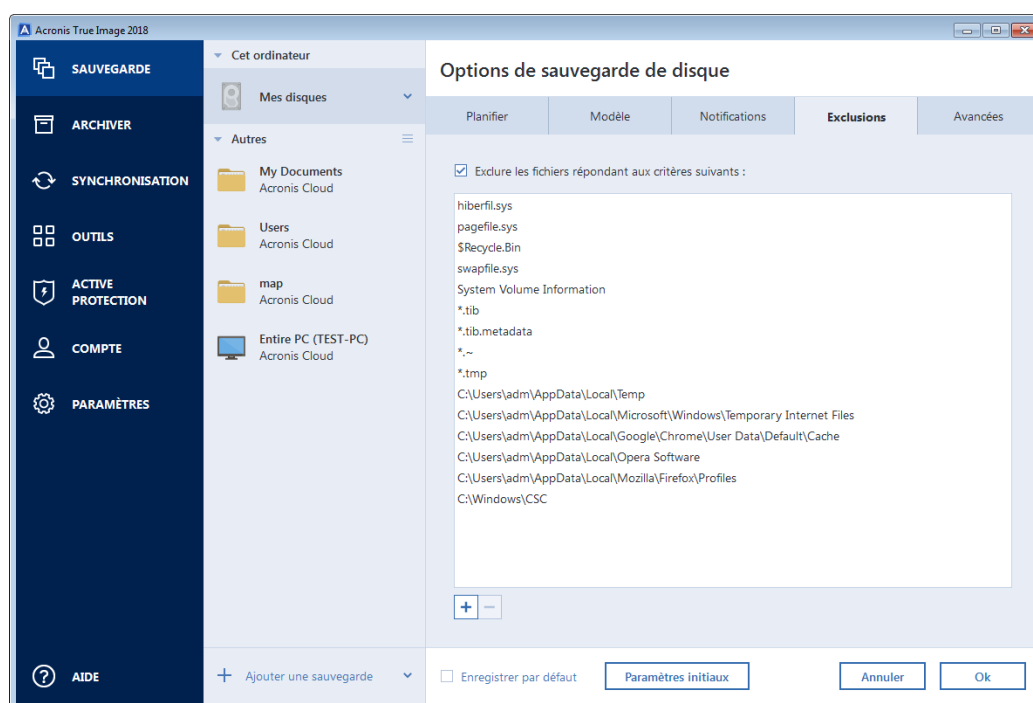 Acronis True Image 2018
SAUVEGARDE
ARCHIVER
SYNCHRONISATION
OUTILS
ACTIVE
PROTECTION
COMPTE
PARAMÈTRES
AIDE
Cet ordinateur
Mes disques
Autres
My Documents
Acronis Cloud
Users
Acronis Cloud
map
Acronis Cloud
Entire PC (TEST-PC)
Acronis Cloud
Ajouter une sauvegarde
Options de sauvegarde de disque
Planifier Modèle Notifications Exclusions Avancées
Exclure les fichiers répondant aux critères suivants :
hiberfil.sys
pagefile.sys
$Recycle.Bin
swapfile.sys
System Volume Information
*.tib
*.tib.metadata
*.~
*.tmp
C:\Users\adm\AppData\Local\Temp
C:\Users\adm\AppData\Local\Microsoft\Windows\Temporary Internet Files
C:\Users\adm\AppData\Local\Google\Chrome\User Data\Default\Cache
C:\Users\adm\AppData\Local\Opera Software
C:\Users\adm\AppData\Local\Mozilla\Firefox\Profiles
C:\Windows\CSC
Enregistrer par défaut Paramètres initiaux Annuler Ok